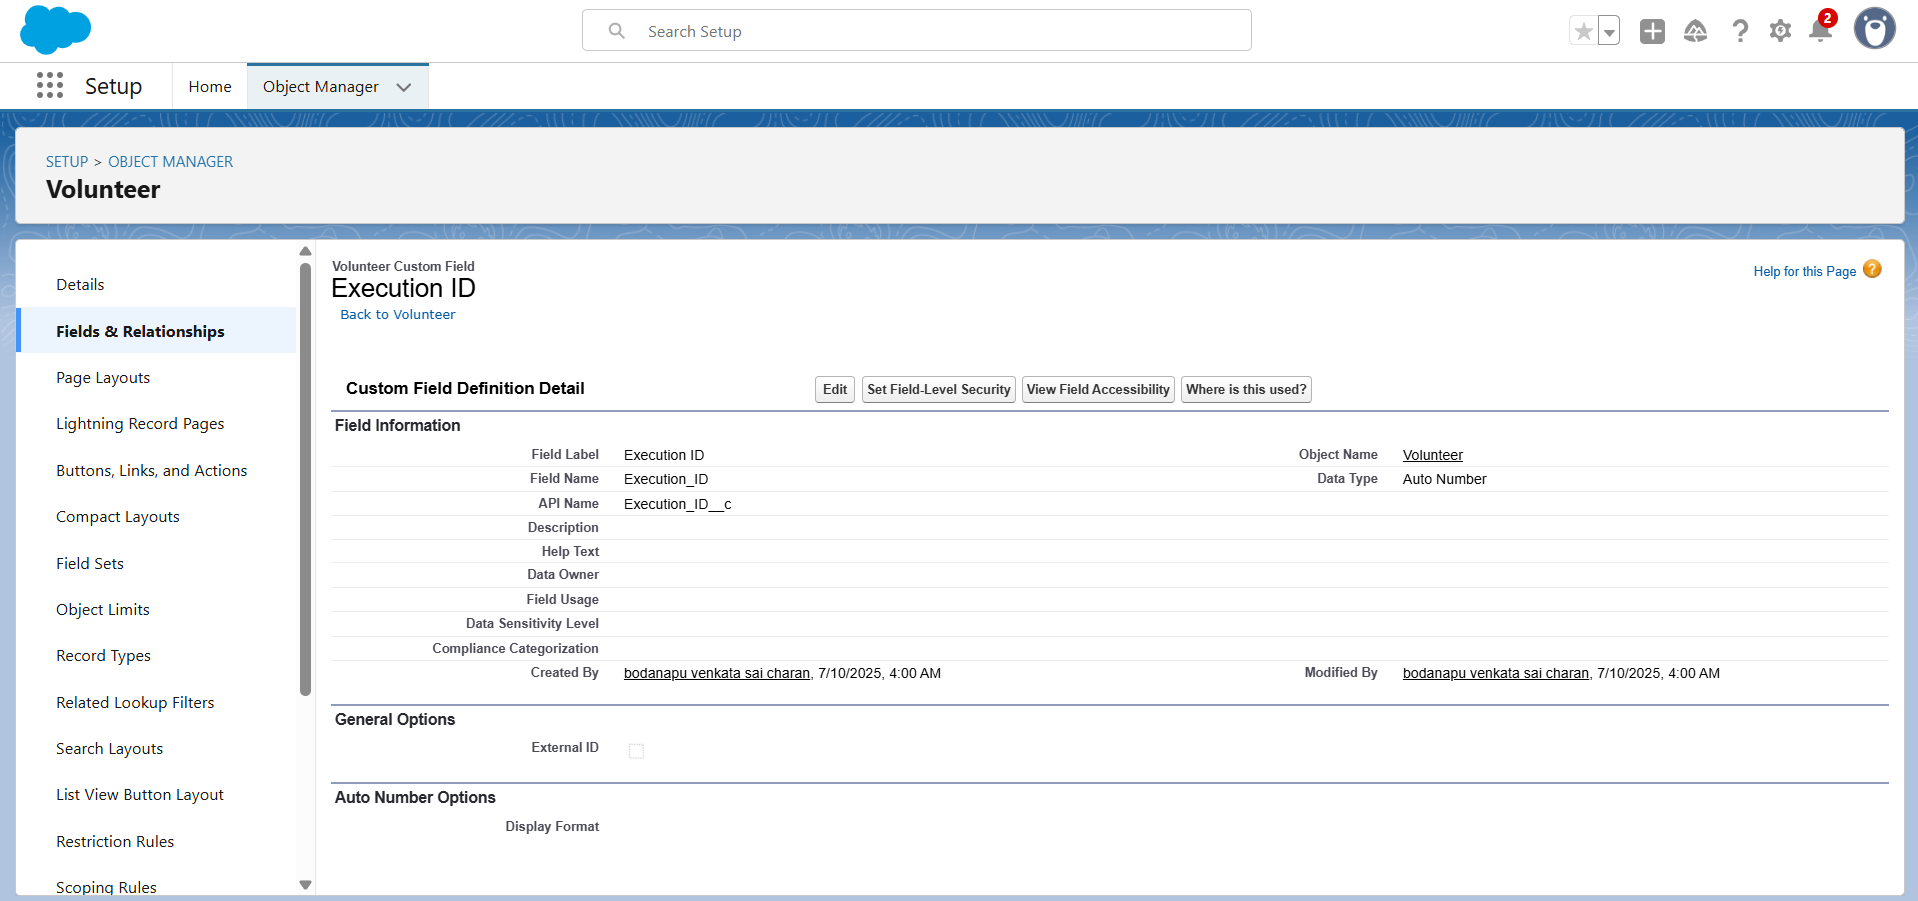 Search Setup
2
Setup
Home
Object Manager
SETUP > OBJECT MANAGER
Volunteer
Details
Fields & Relationships
Page Layouts
Lightning Record Pages
Buttons, Links, and Actions
Compact Layouts
Field Sets
Object Limits
Record Types
Related Lookup Filters
Search Layouts
List View Button Layout
Restriction Rules
Scoping Rules
Volunteer Custom Field
Execution ID
Back to Volunteer
Help for this Page ?
Custom Field Definition Detail Edit Set Field-Level Security View Field Accessibility Where is this used?
Field Information
Field Label Execution ID Object Name Volunteer
Field Name Execution_ID Data Type Auto Number
API Name Execution_ID__c
Description
Help Text
Data Owner
Field Usage
Data Sensitivity Level
Compliance Categorization
Created By bodanapu venkata sai charan, 7/10/2025, 4:00 AM Modified By bodanapu venkata sai charan, 7/10/2025, 4:00 AM
General Options
External ID
Auto Number Options
Display Format